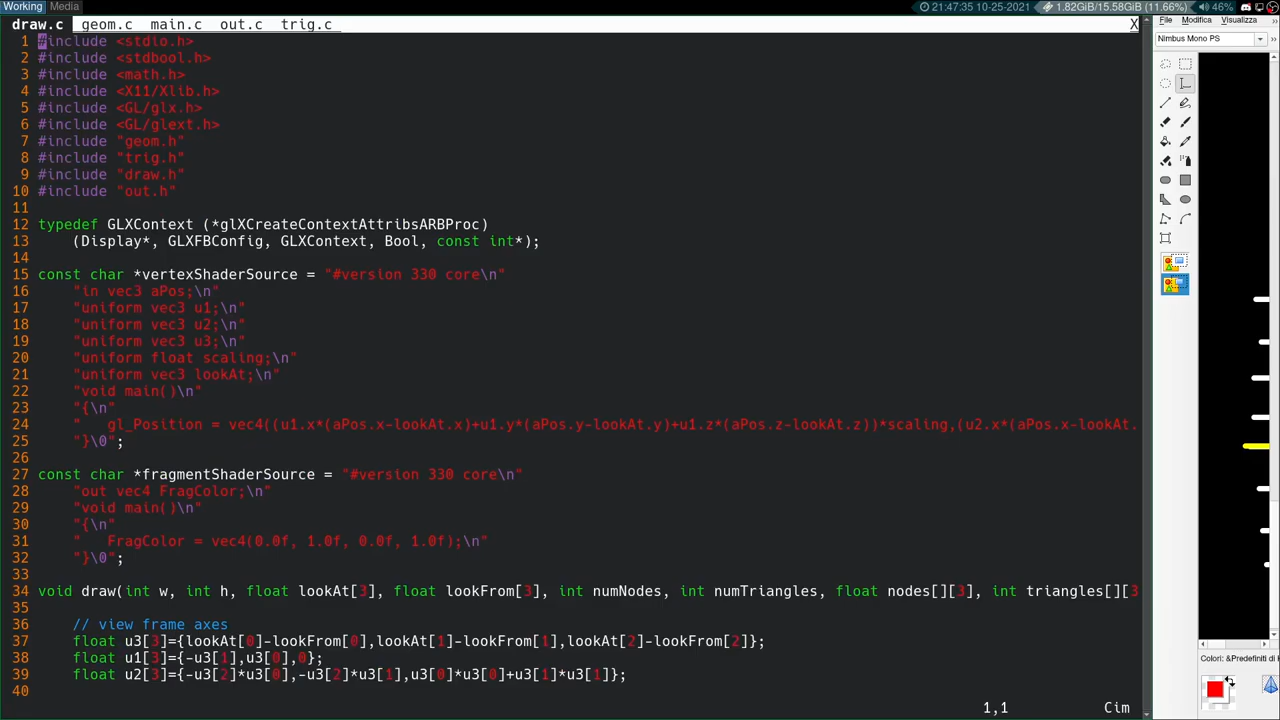 Working Media
21:47:35 10-25-2021 1.82GiB/15.58GiB (11.66%) 46%
draw.c geom.c main.c out.c trig.c X
File Modifica Visualizza
Nimbus Mono PS
1 #include <stdio.h>
2 #include <stdbool.h>
3 #include <math.h>
4 #include <X11/Xlib.h>
5 #include <GL/glx.h>
6 #include <GL/glext.h>
7 #include "geom.h"
8 #include "trig.h"
9 #include "draw.h"
10 #include "out.h"
11
12 typedef GLXContext (*glXCreateContextAttribsARBProc)
13     (Display*, GLXFBConfig, GLXContext, Bool, const int*);
14
15 const char *vertexShaderSource = "#version 330 core\n"
16     "in vec3 aPos;\n"
17     "uniform vec3 u1;\n"
18     "uniform vec3 u2;\n"
19     "uniform vec3 u3;\n"
20     "uniform float scaling;\n"
21     "uniform vec3 lookAt;\n"
22     "void main()\n"
23     "{\n"
24     "   gl_Position = vec4((u1.x*(aPos.x-lookAt.x)+u1.y*(aPos.y-lookAt.y)+u1.z*(aPos.z-lookAt.z))*scaling,(u2.x*(aPos.x-lookAt.
25     "}\0";
26
27 const char *fragmentShaderSource = "#version 330 core\n"
28     "out vec4 FragColor;\n"
29     "void main()\n"
30     "{\n"
31     "   FragColor = vec4(0.0f, 1.0f, 0.0f, 1.0f);\n"
32     "}\0";
33
34 void draw(int w, int h, float lookAt[3], float lookFrom[3], int numNodes, int numTriangles, float nodes[][3], int triangles[][3
35
36     // view frame axes
37     float u3[3]={lookAt[0]-lookFrom[0],lookAt[1]-lookFrom[1],lookAt[2]-lookFrom[2]};
38     float u1[3]={-u3[1],u3[0],0};
39     float u2[3]={-u3[2]*u3[0],-u3[2]*u3[1],u3[0]*u3[0]+u3[1]*u3[1]};
40
1,1 Cim
Colori: &Predefiniti di